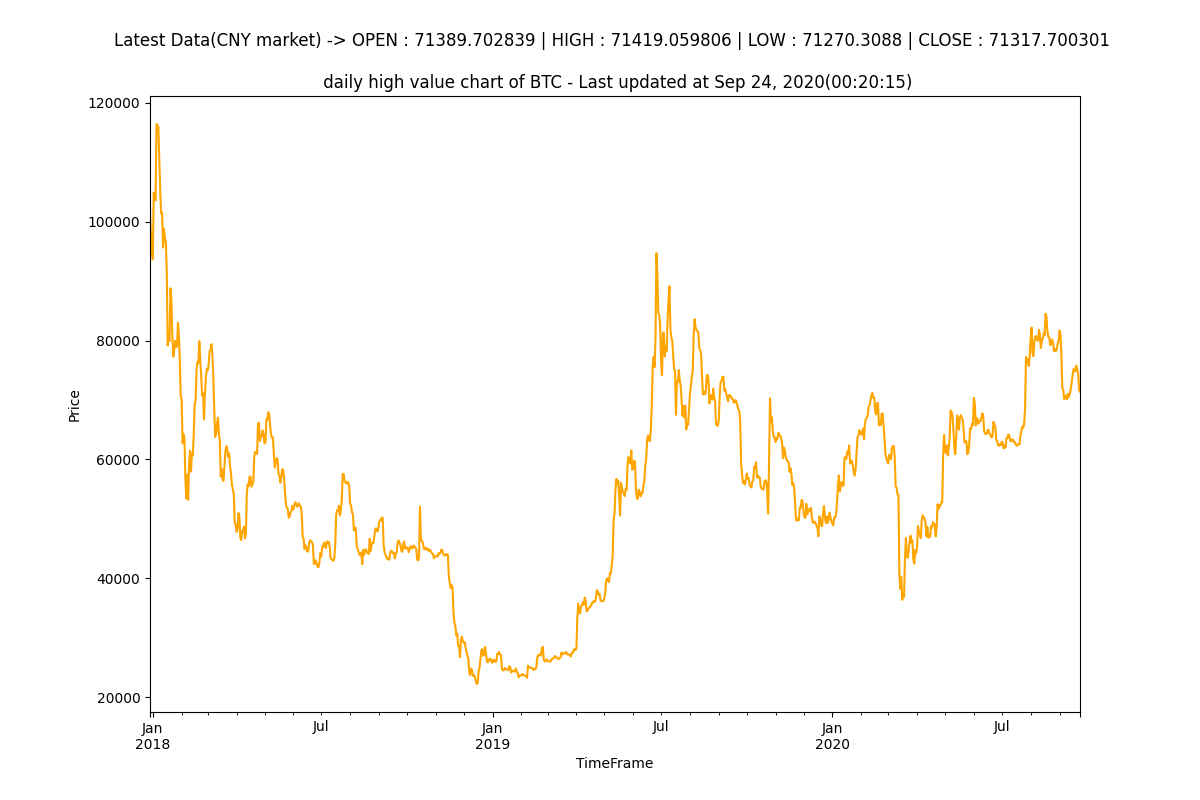 Latest Data(CNY market) -> OPEN : 71389.702839 | HIGH : 71419.059806 | LOW : 71270.3088 | CLOSE : 71317.700301
daily high value chart of BTC - Last updated at Sep 24, 2020(00:20:15)
120000
100000
80000
60000
40000
20000
Price
Jan Jul Jan Jul Jan Jul
2018 2019 2020
TimeFrame